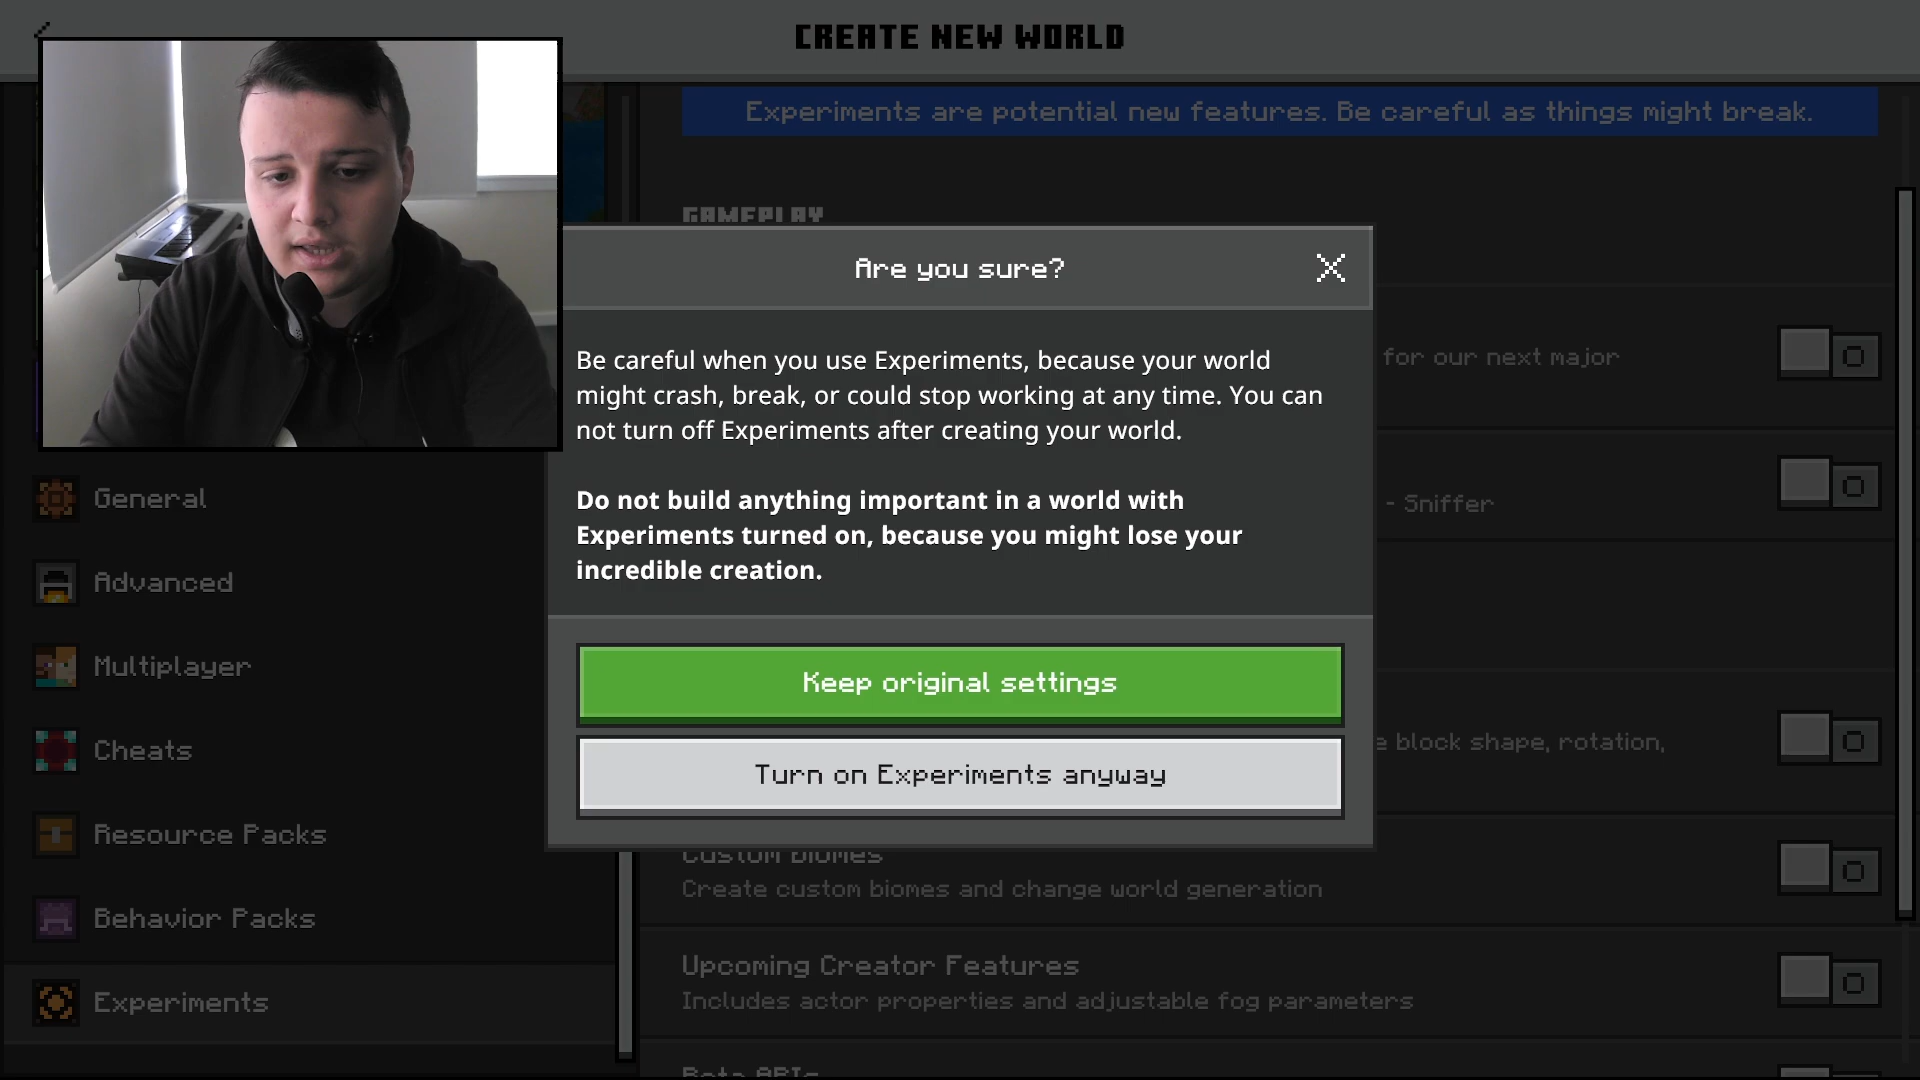 CREATE NEW WORLD
Experiments are potential new features. Be careful as things might break.
GAMEPLAY
Are you sure?
Be careful when you use Experiments, because your world
might crash, break, or could stop working at any time. You can
not turn off Experiments after creating your world.
Do not build anything important in a world with
Experiments turned on, because you might lose your
incredible creation.
Keep original settings
Turn on Experiments anyway
for our next major
- Sniffer
e block shape, rotation,
General
Advanced
Multiplayer
Cheats
Resource Packs
Behavior Packs
Experiments
Custom Biomes
Create custom biomes and change world generation
Upcoming Creator Features
Includes actor properties and adjustable fog parameters
Beta APIs